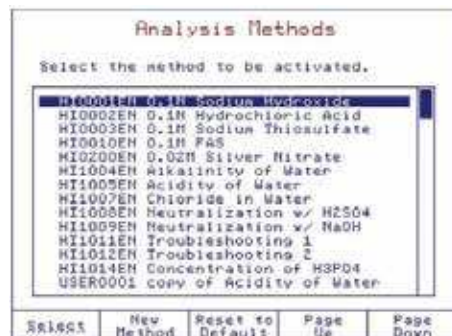 Analysis Methods
Select the method to be activated.
HI0001EN 0.1N Sodium Hydroxide
HI0002EN 0.1N Hydrochloric Acid
HI0003EN 0.1M Sodium Thiosulfate
HI0010EN 0.1M FAS
HI0200EN 0.02M Silver Nitrate
HI1004EN Alkalinity of Water
HI1005EN Acidity of Water
HI1007EN Chloride in Water
HI1008EN Neutralization w/ H2SO4
HI1009EN Neutralization w/ NaOH
HI1011EN Troubleshooting 1
HI1012EN Troubleshooting 2
HI1014EN Concentration of H3PO4
USER0001 copy of Acidity of Water
Select
New Method
Reset to Default
Page Up
Page Down